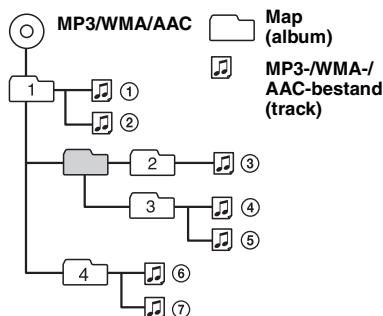 MP3/WMA/AAC
Map
(album)
MP3-/WMA-/
AAC-bestand
(track)
1
①
②
2
③
3
④
⑤
4
⑥
⑦